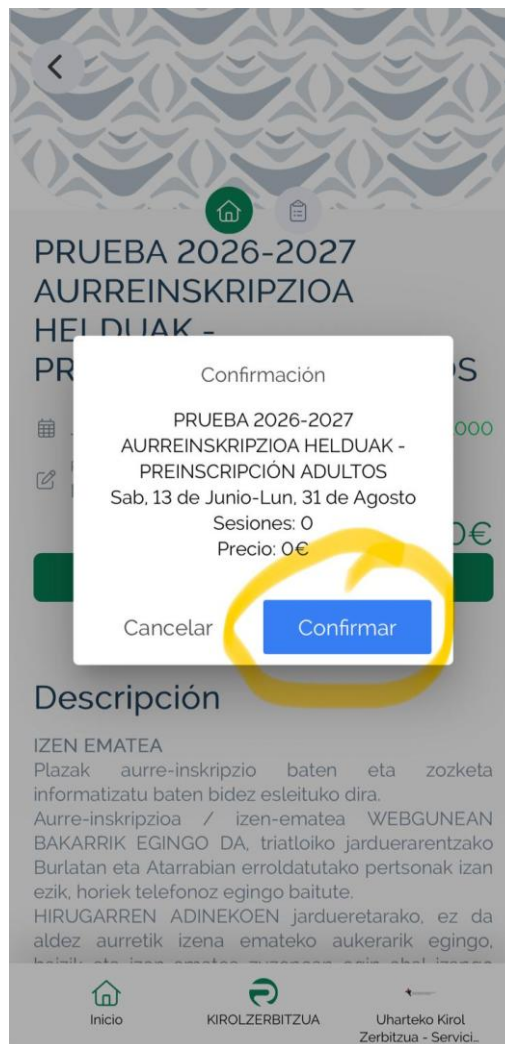 PRUEBA 2026-2027
AURREINSKRIPZIOA
HELDUAK -
PR S
Confirmación
PRUEBA 2026-2027
AURREINSKRIPZIOA HELDUAK -
PREINSCRIPCIÓN ADULTOS
Sab, 13 de Junio-Lun, 31 de Agosto
Sesiones: 0
Precio: 0€
000
0€
Cancelar
Confirmar
Descripción
IZEN EMATEA
Plazak aurre-inskripzio baten eta zozketa
informatizatu baten bidez esleituko dira.
Aurre-inskripzioa / izen-ematea WEBGUNEAN
BAKARRIK EGINGO DA, triatloiko jarduerarentzako
Burlatan eta Atarrabian erroldatutako pertsonak izan
ezik, horiek telefonoz egingo baitute.
HIRUGARREN ADINEKOEN jardueretarako, ez da
aldez aurretik izena emateko aukerarik egingo,
Inicio
KIROLZERBITZUA
Uharteko Kirol
Zerbitzua - Servici...